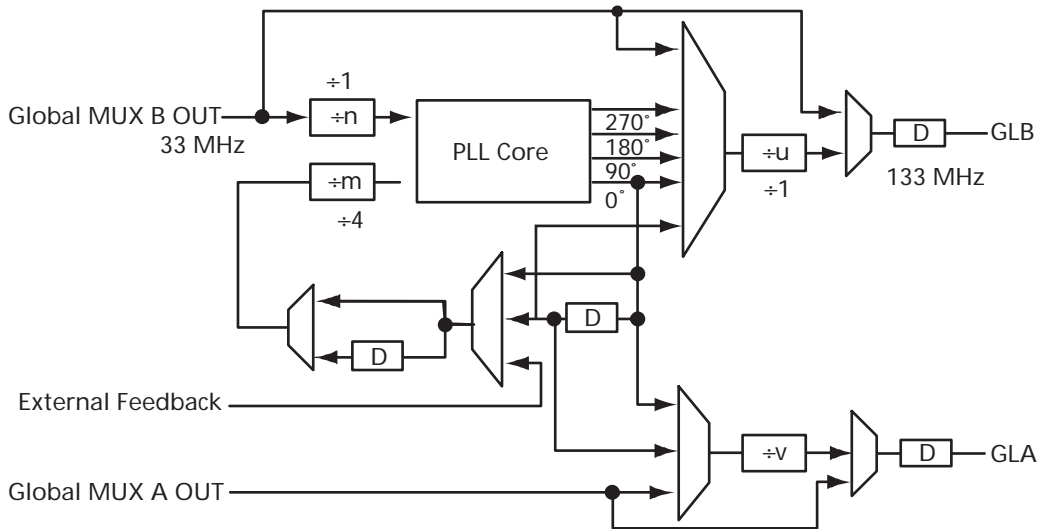 ÷1
Global MUX B OUT
÷n
33 MHz
PLL Core
270°
180°
90°
0°
÷u
÷1
D
GLB
133 MHz
÷m
÷4
D
D
External Feedback
÷v
D
GLA
Global MUX A OUT